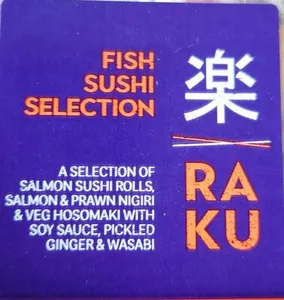 FISH
SUSHI
SELECTION
A SELECTION OF
SALMON SUSHI ROLLS,
SALMON & PRAWN NIGIRI
& VEG HOSOMAKI WITH
SOY SAUCE, PICKLED
GINGER & WASABI
楽
RA
KU